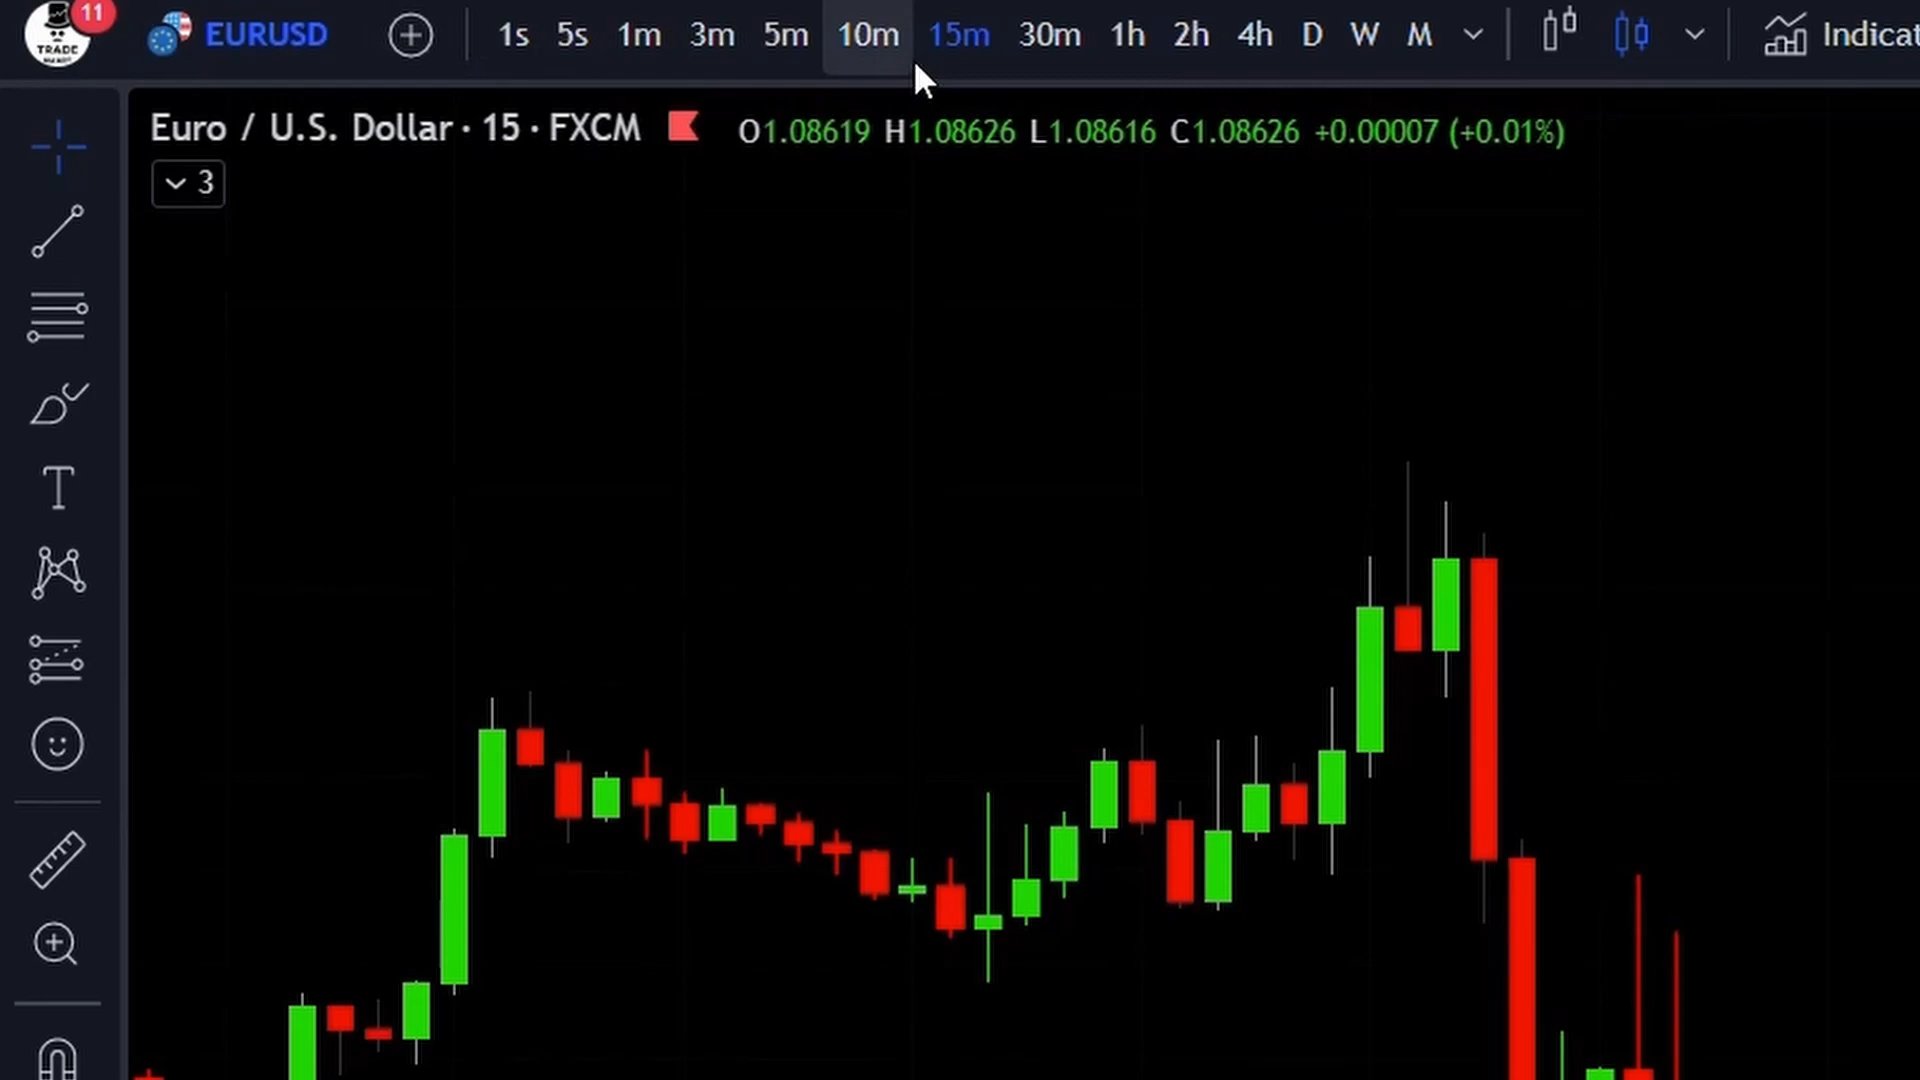 11
TRADE
EURUSD 1s 5s 1m 3m 5m 10m 15m 30m 1h 2h 4h D W M Indicat
Euro / U.S. Dollar · 15 · FXCM O1.08619 H1.08626 L1.08616 C1.08626 +0.00007 (+0.01%)
3
T